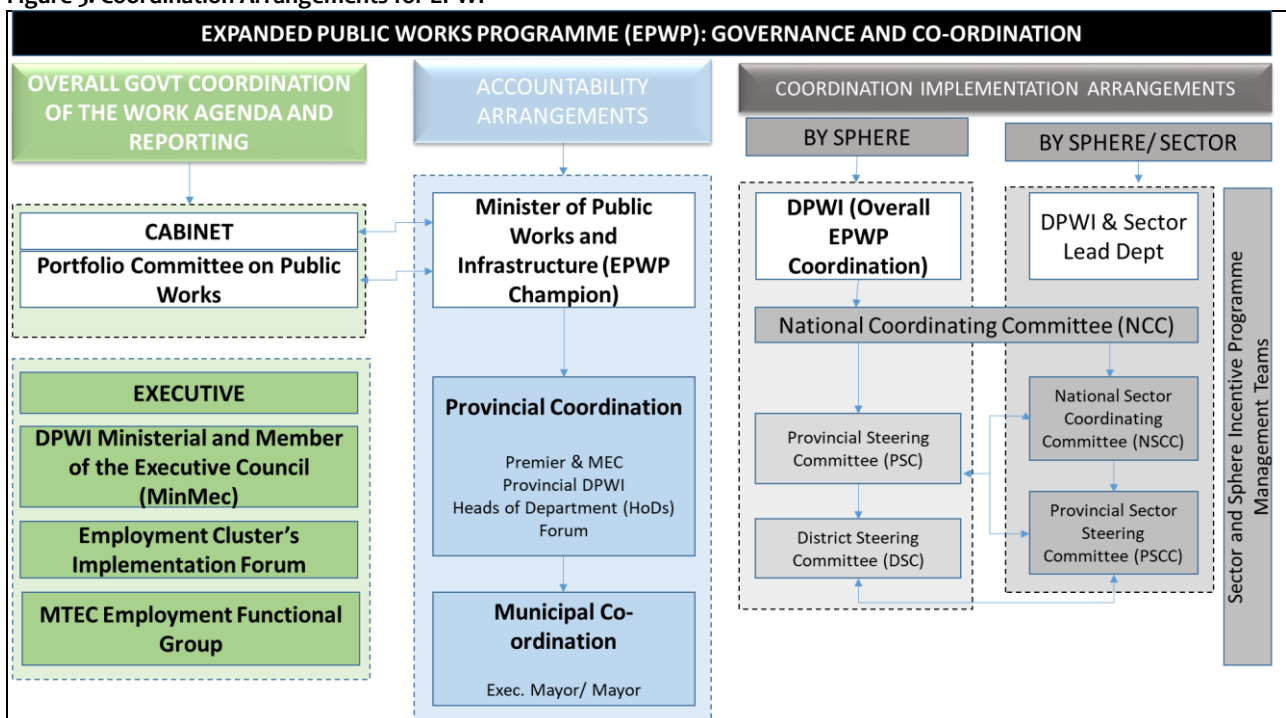 Figure 5: Coordination Arrangements for EPWP
EXPANDED PUBLIC WORKS PROGRAMME (EPWP): GOVERNANCE AND CO-ORDINATION
OVERALL GOVT COORDINATION
OF THE WORK AGENDA AND
REPORTING
CABINET
Portfolio Committee on Public
Works
EXECUTIVE
DPWI Ministerial and Member
of the Executive Council
(MinMec)
Employment Cluster's
Implementation Forum
MTEC Employment Functional
Group
ACCOUNTABILITY
ARRANGEMENTS
Minister of Public
Works and
Infrastructure (EPWP
Champion)
Provincial Coordination
Premier & MEC
Provincial DPWI
Heads of Department (HoDs)
Forum
Municipal Co-
ordination
Exec. Mayor/ Mayor
COORDINATION IMPLEMENTATION ARRANGEMENTS
BY SPHERE
DPWI (Overall
EPWP
Coordination)
BY SPHERE/ SECTOR
DPWI & Sector
Lead Dept
National Coordinating Committee (NCC)
Provincial Steering
Committee (PSC)
District Steering
Committee (DSC)
National Sector
Coordinating
Committee (NSCC)
Provincial Sector
Steering
Committee (PSCC)
Sector and Sphere Incentive Programme
Management Teams